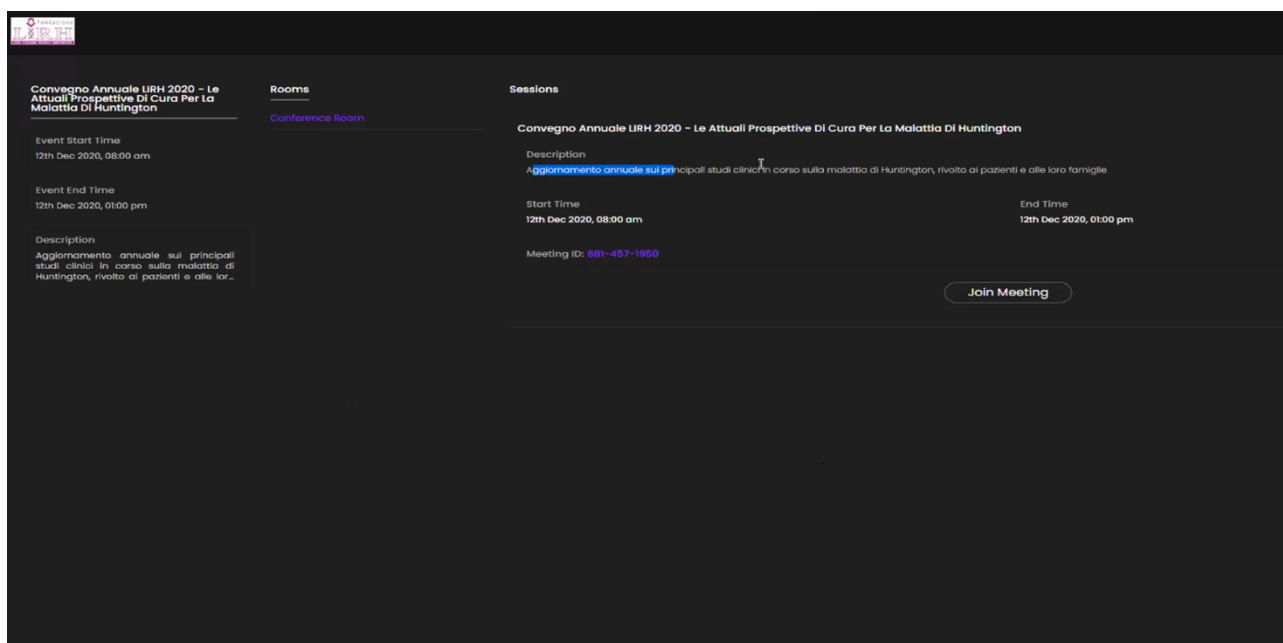 Fondazione
LIRH
Convegno Annuale LIRH 2020 - Le
Attuali Prospettive Di Cura Per La
Malattia Di Huntington
Event Start Time
12th Dec 2020, 08:00 am
Event End Time
12th Dec 2020, 01:00 pm
Description
Aggiornamento annuale sui principali
studi clinici in corso sulla malattia di
Huntington, rivolto ai pazienti e alle lor...
Rooms
Conference Room
Sessions
Convegno Annuale LIRH 2020 - Le Attuali Prospettive Di Cura Per La Malattia Di Huntington
Description
Aggiornamento annuale sui principali studi clinici in corso sulla malattia di Huntington, rivolto ai pazienti e alle loro famiglie
Start Time
12th Dec 2020, 08:00 am
End Time
12th Dec 2020, 01:00 pm
Meeting ID: 881-457-1950
Join Meeting